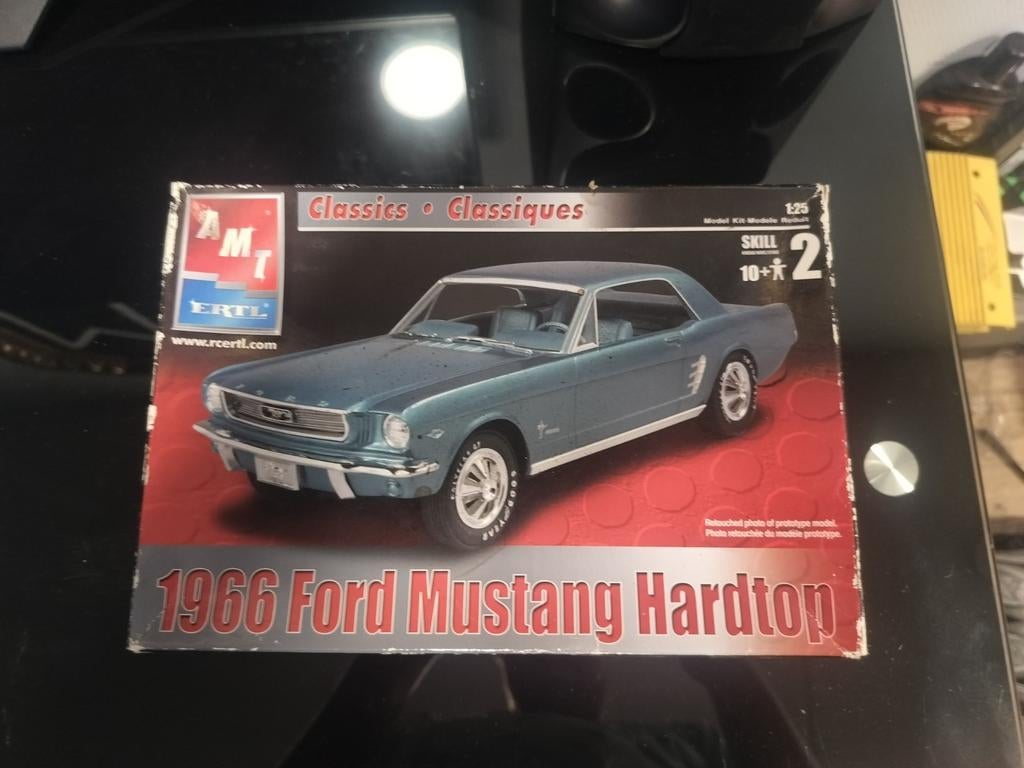 AMT
ERTL
www.rcertl.com
Classics • Classiques
1:25
Model Kit-Modele Reduit
SKILL 2
10+
FORD
GOODYEAR
Retouched photo of prototype model.
Photo retouchée du modèle prototype.
1966 Ford Mustang Hardtop